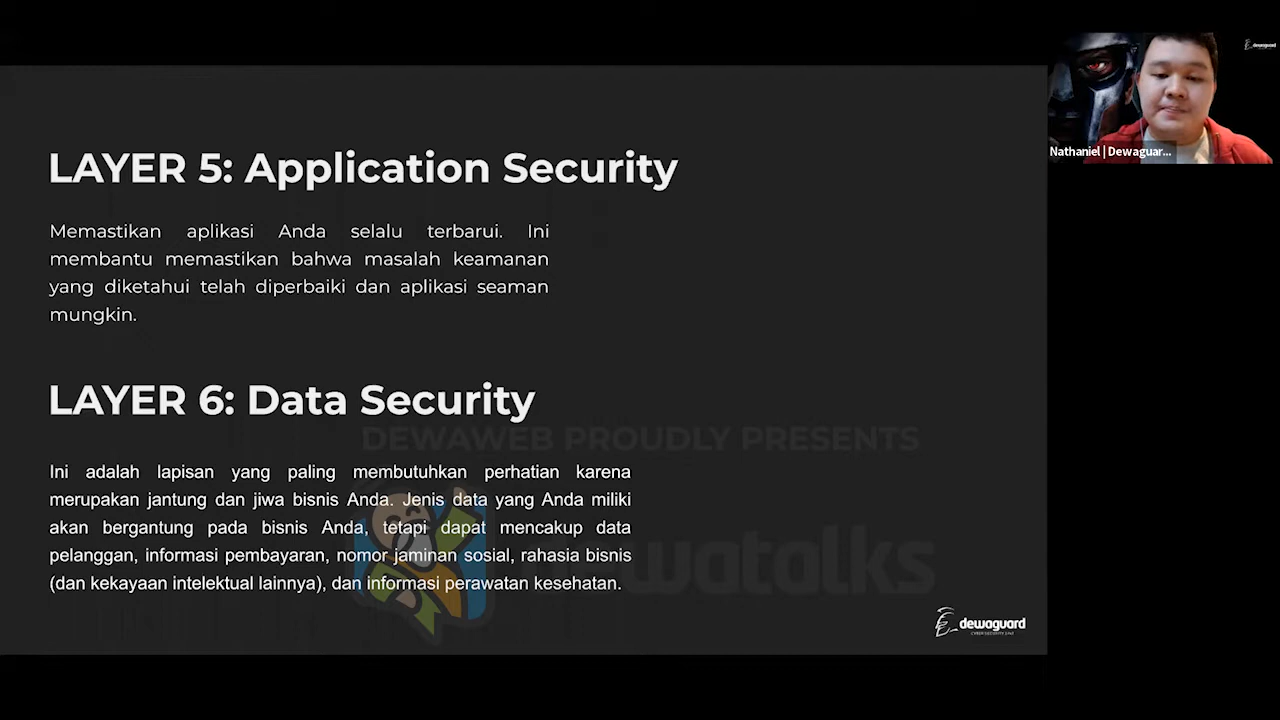 LAYER 5: Application Security
Memastikan aplikasi Anda selalu terbarui. Ini
membantu memastikan bahwa masalah keamanan
yang diketahui telah diperbaiki dan aplikasi seaman
mungkin.
LAYER 6: Data Security
DEWAWEB PROUDLY PRESENTS
Ini adalah lapisan yang paling membutuhkan perhatian karena
merupakan jantung dan jiwa bisnis Anda. Jenis data yang Anda miliki
akan bergantung pada bisnis Anda, tetapi dapat mencakup data
pelanggan, informasi pembayaran, nomor jaminan sosial, rahasia bisnis
(dan kekayaan intelektual lainnya), dan informasi perawatan kesehatan.
dewatalks
dewaguard
Nathaniel | Dewaguar...
dewaguard